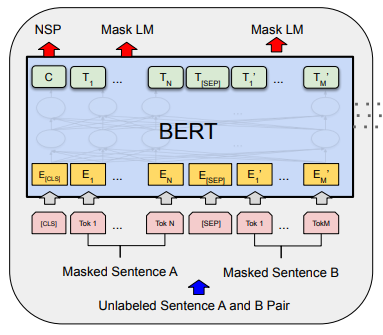 NSP Mask LM Mask LM
C T1 ... TN T[SEP] T1' ... TM'
BERT
E[CLS] E1 ... EN E[SEP] E1' ... EM'
[CLS] Tok 1 ... Tok N [SEP] Tok 1 ... TokM
Masked Sentence A Masked Sentence B
Unlabeled Sentence A and B Pair